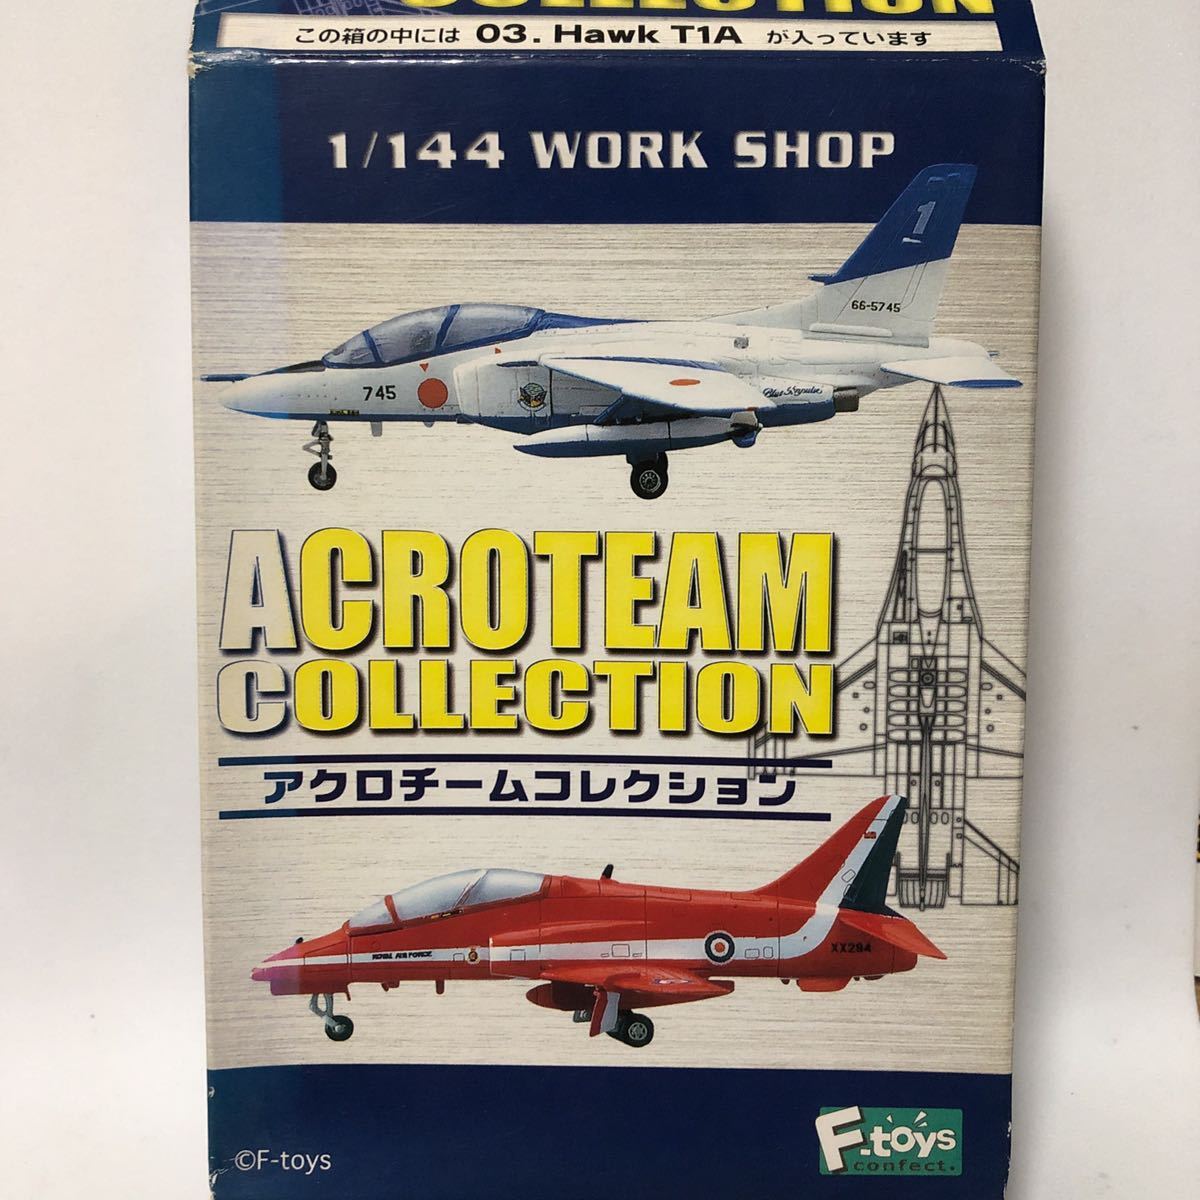 COLLECTION
この箱の中には 03. Hawk T1A が入っています
1/144 WORK SHOP
1
66-5745
745
Blue Impulse
ACROTEAM
COLLECTION
アクロチームコレクション
ROYAL AIR FORCE
XX294
©F-toys
F-toys
confect.